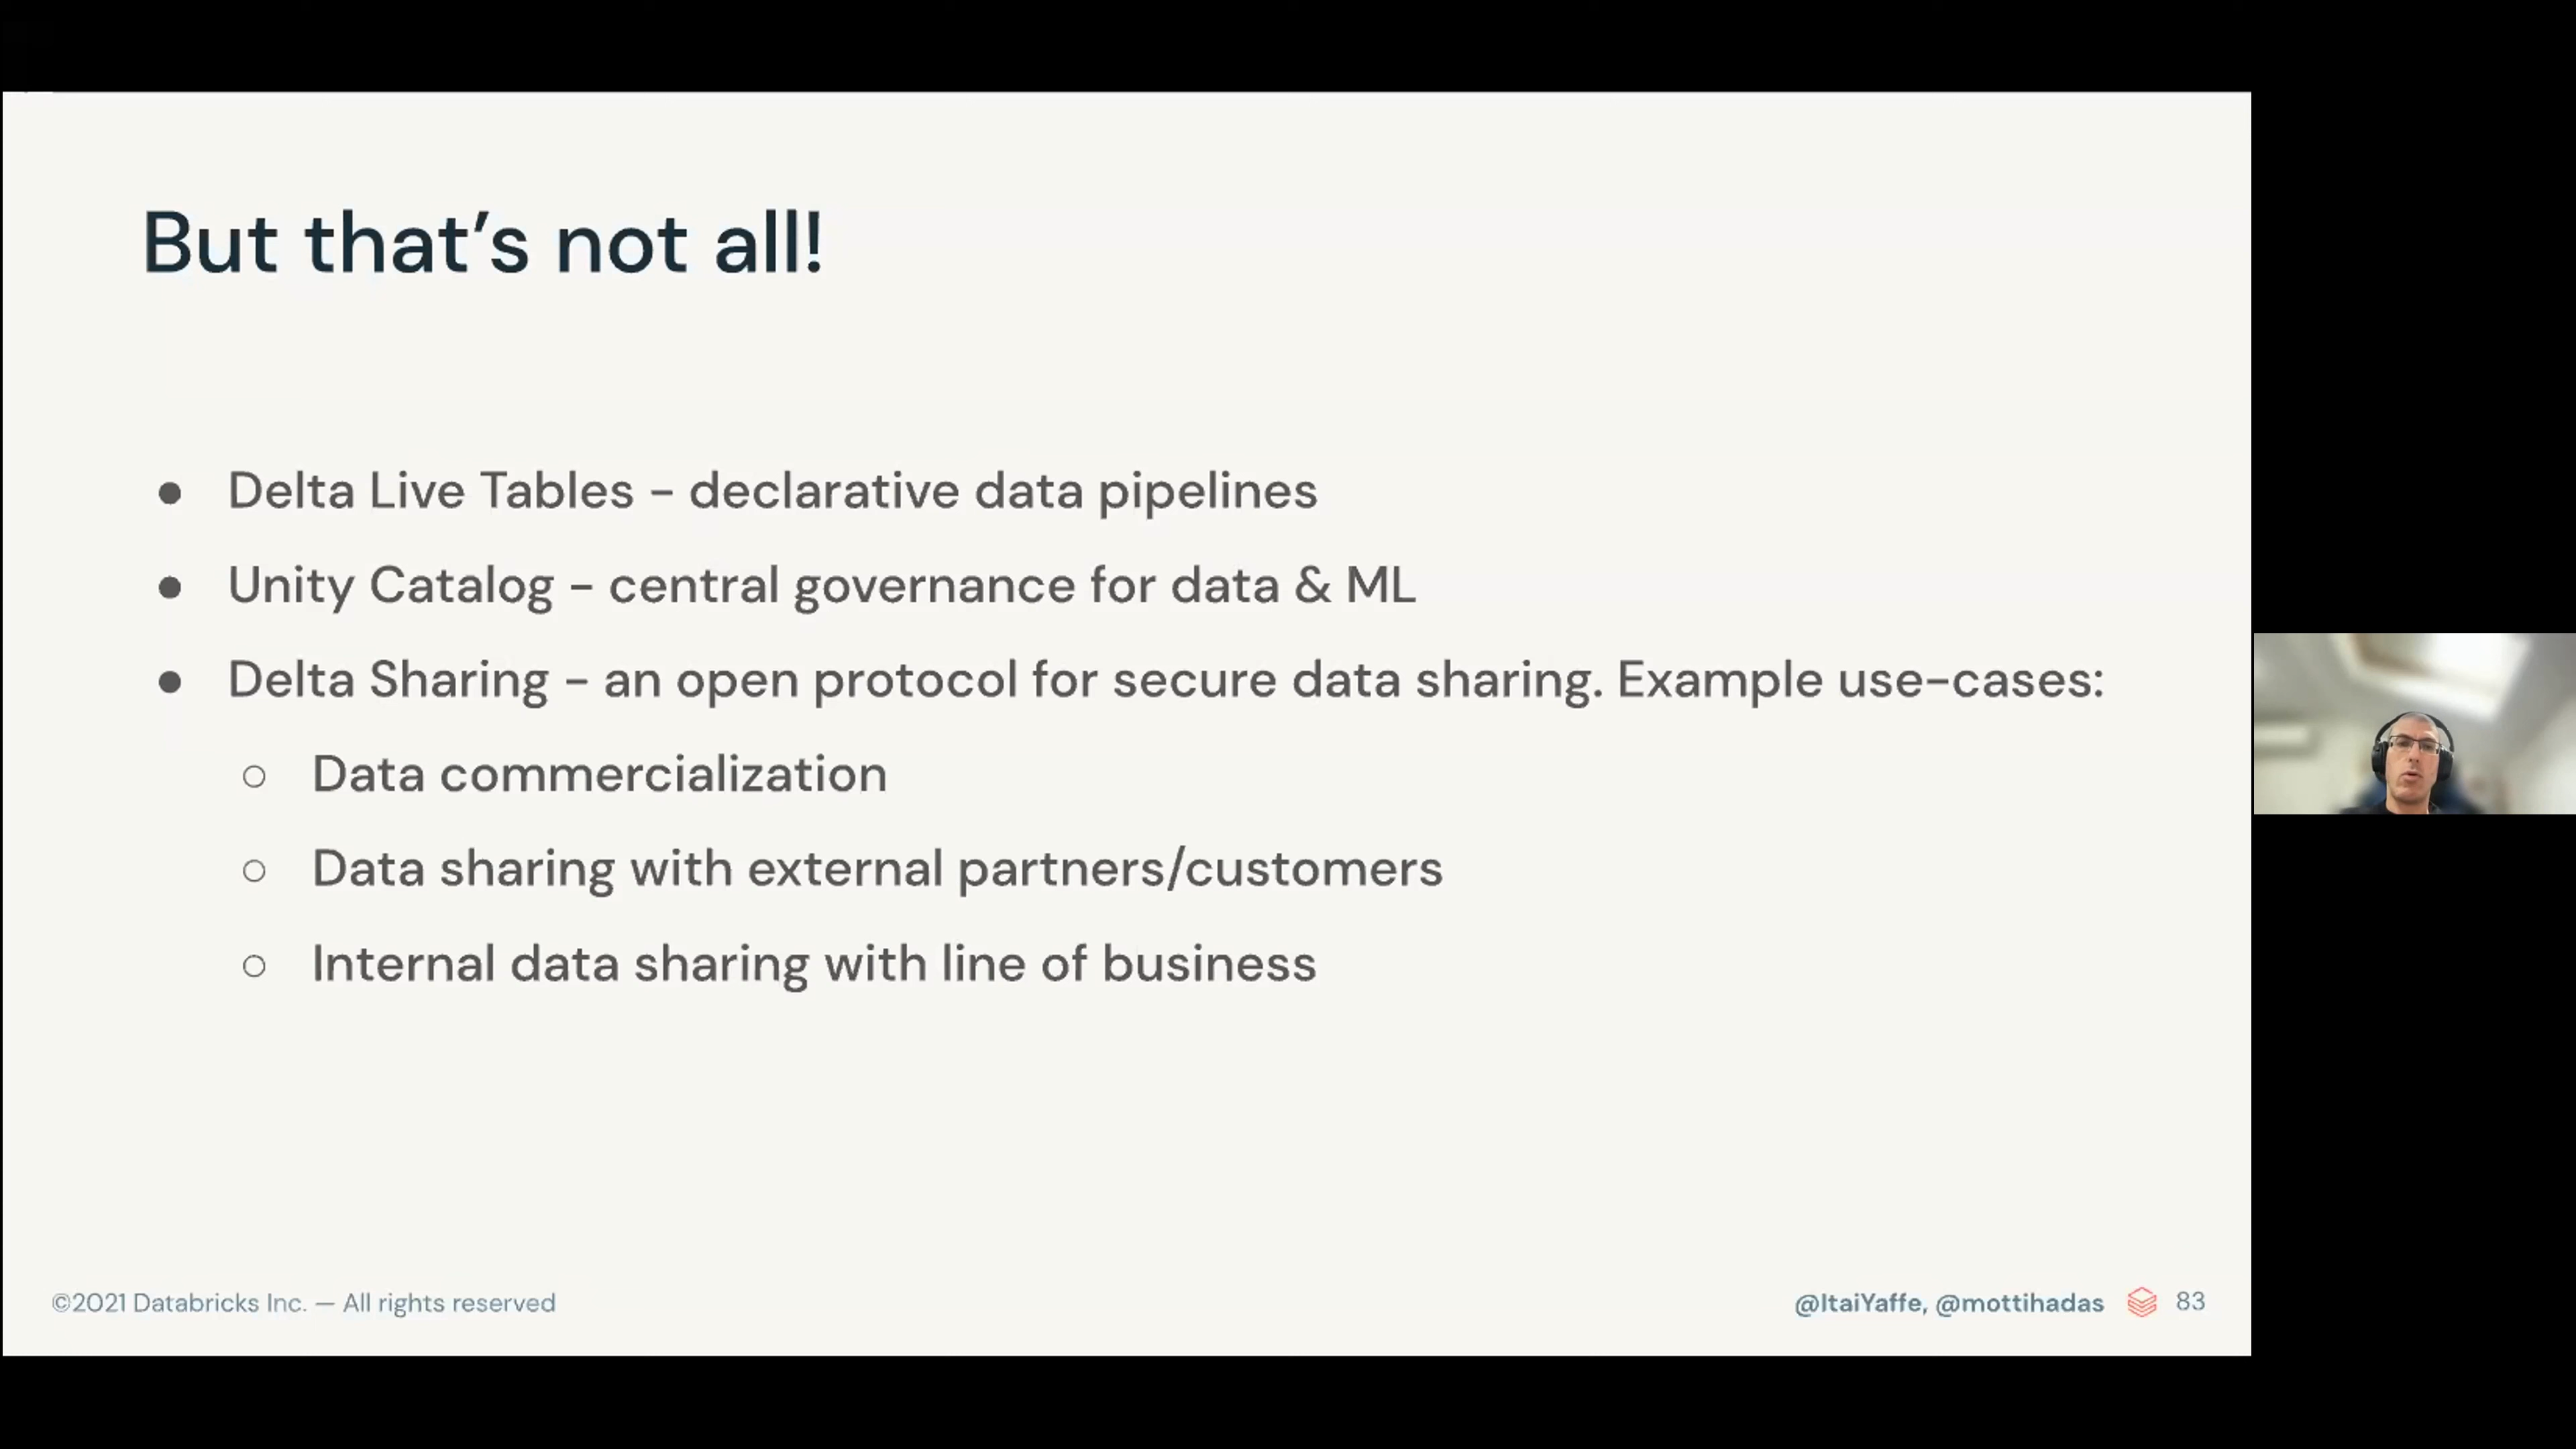 But that’s not all!
● Delta Live Tables - declarative data pipelines
● Unity Catalog - central governance for data & ML
● Delta Sharing - an open protocol for secure data sharing. Example use-cases:
○ Data commercialization
○ Data sharing with external partners/customers
○ Internal data sharing with line of business
©2021 Databricks Inc. — All rights reserved
@ItaiYaffe, @mottihadas 83